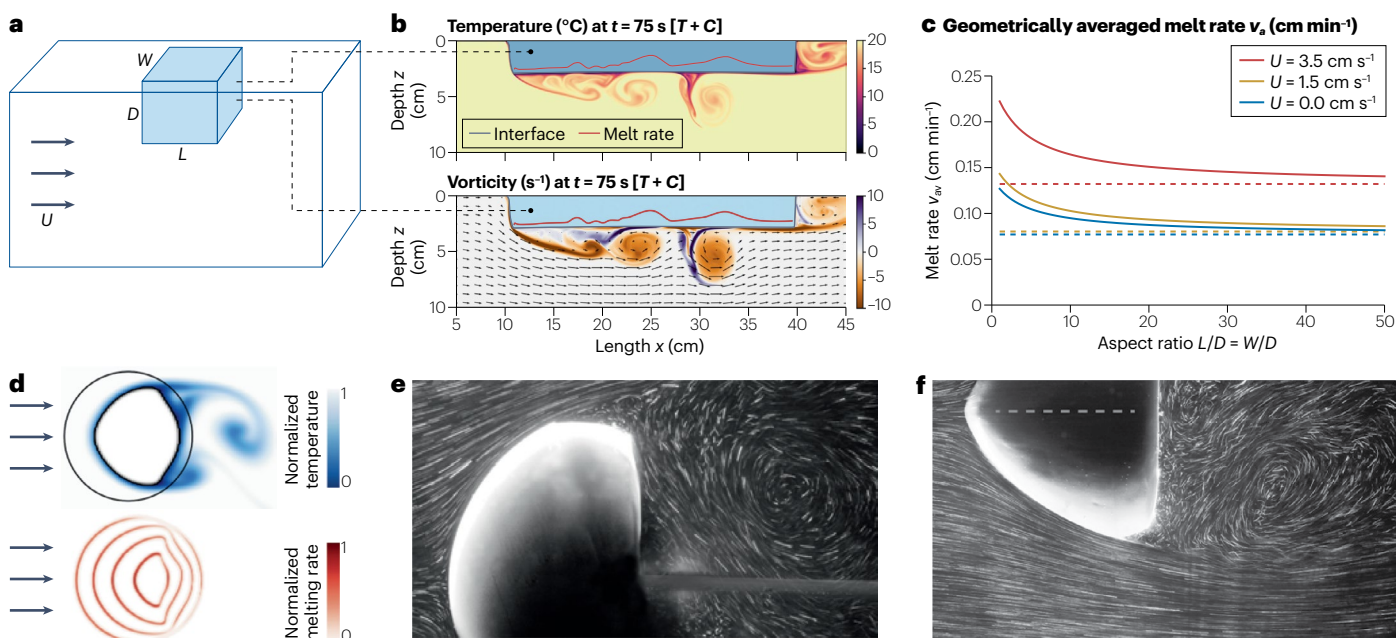 a
W
D
L
U
b
Temperature (°C) at t = 75 s [T + C]
Depth z
(cm)
0
5
10
Interface
Melt rate
20
15
10
5
0
Vorticity (s⁻¹) at t = 75 s [T + C]
Depth z
(cm)
0
5
10
5 10 15 20 25 30 35 40 45
Length x (cm)
10
5
0
−5
−10
c Geometrically averaged melt rate vₐ (cm min⁻¹)
U = 3.5 cm s⁻¹
U = 1.5 cm s⁻¹
U = 0.0 cm s⁻¹
Melt rate vₐᵥ (cm min⁻¹)
0.25
0.20
0.15
0.10
0.05
0
0 10 20 30 40 50
Aspect ratio L/D = W/D
d
Normalized
temperature
1
0
Normalized
melting rate
1
0
e
f